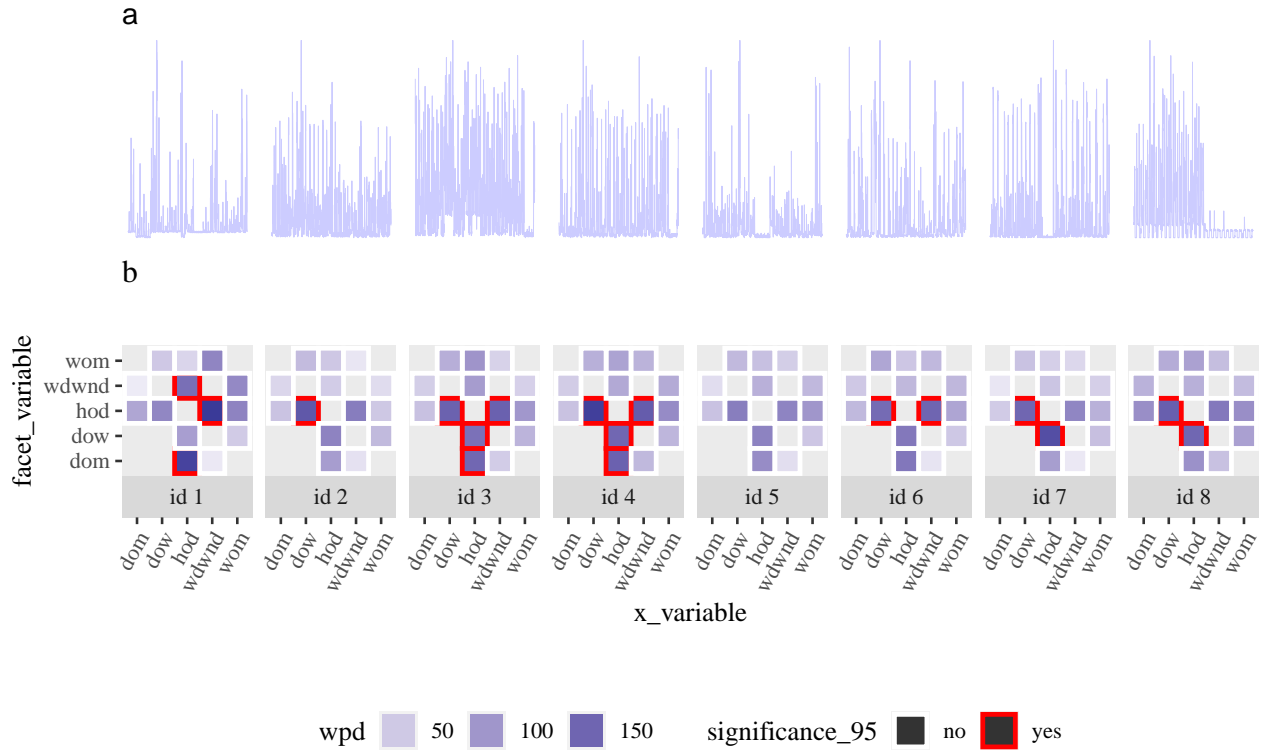 a
b
facet_variable
wom
wdwnd
hod
dow
dom
id 1 id 2 id 3 id 4 id 5 id 6 id 7 id 8
dom dow hod wdwnd wom dom dow hod wdwnd wom dom dow hod wdwnd wom dom dow hod wdwnd wom dom dow hod wdwnd wom dom dow hod wdwnd wom dom dow hod wdwnd wom dom dow hod wdwnd wom
x_variable
wpd 50 100 150 significance_95 no yes